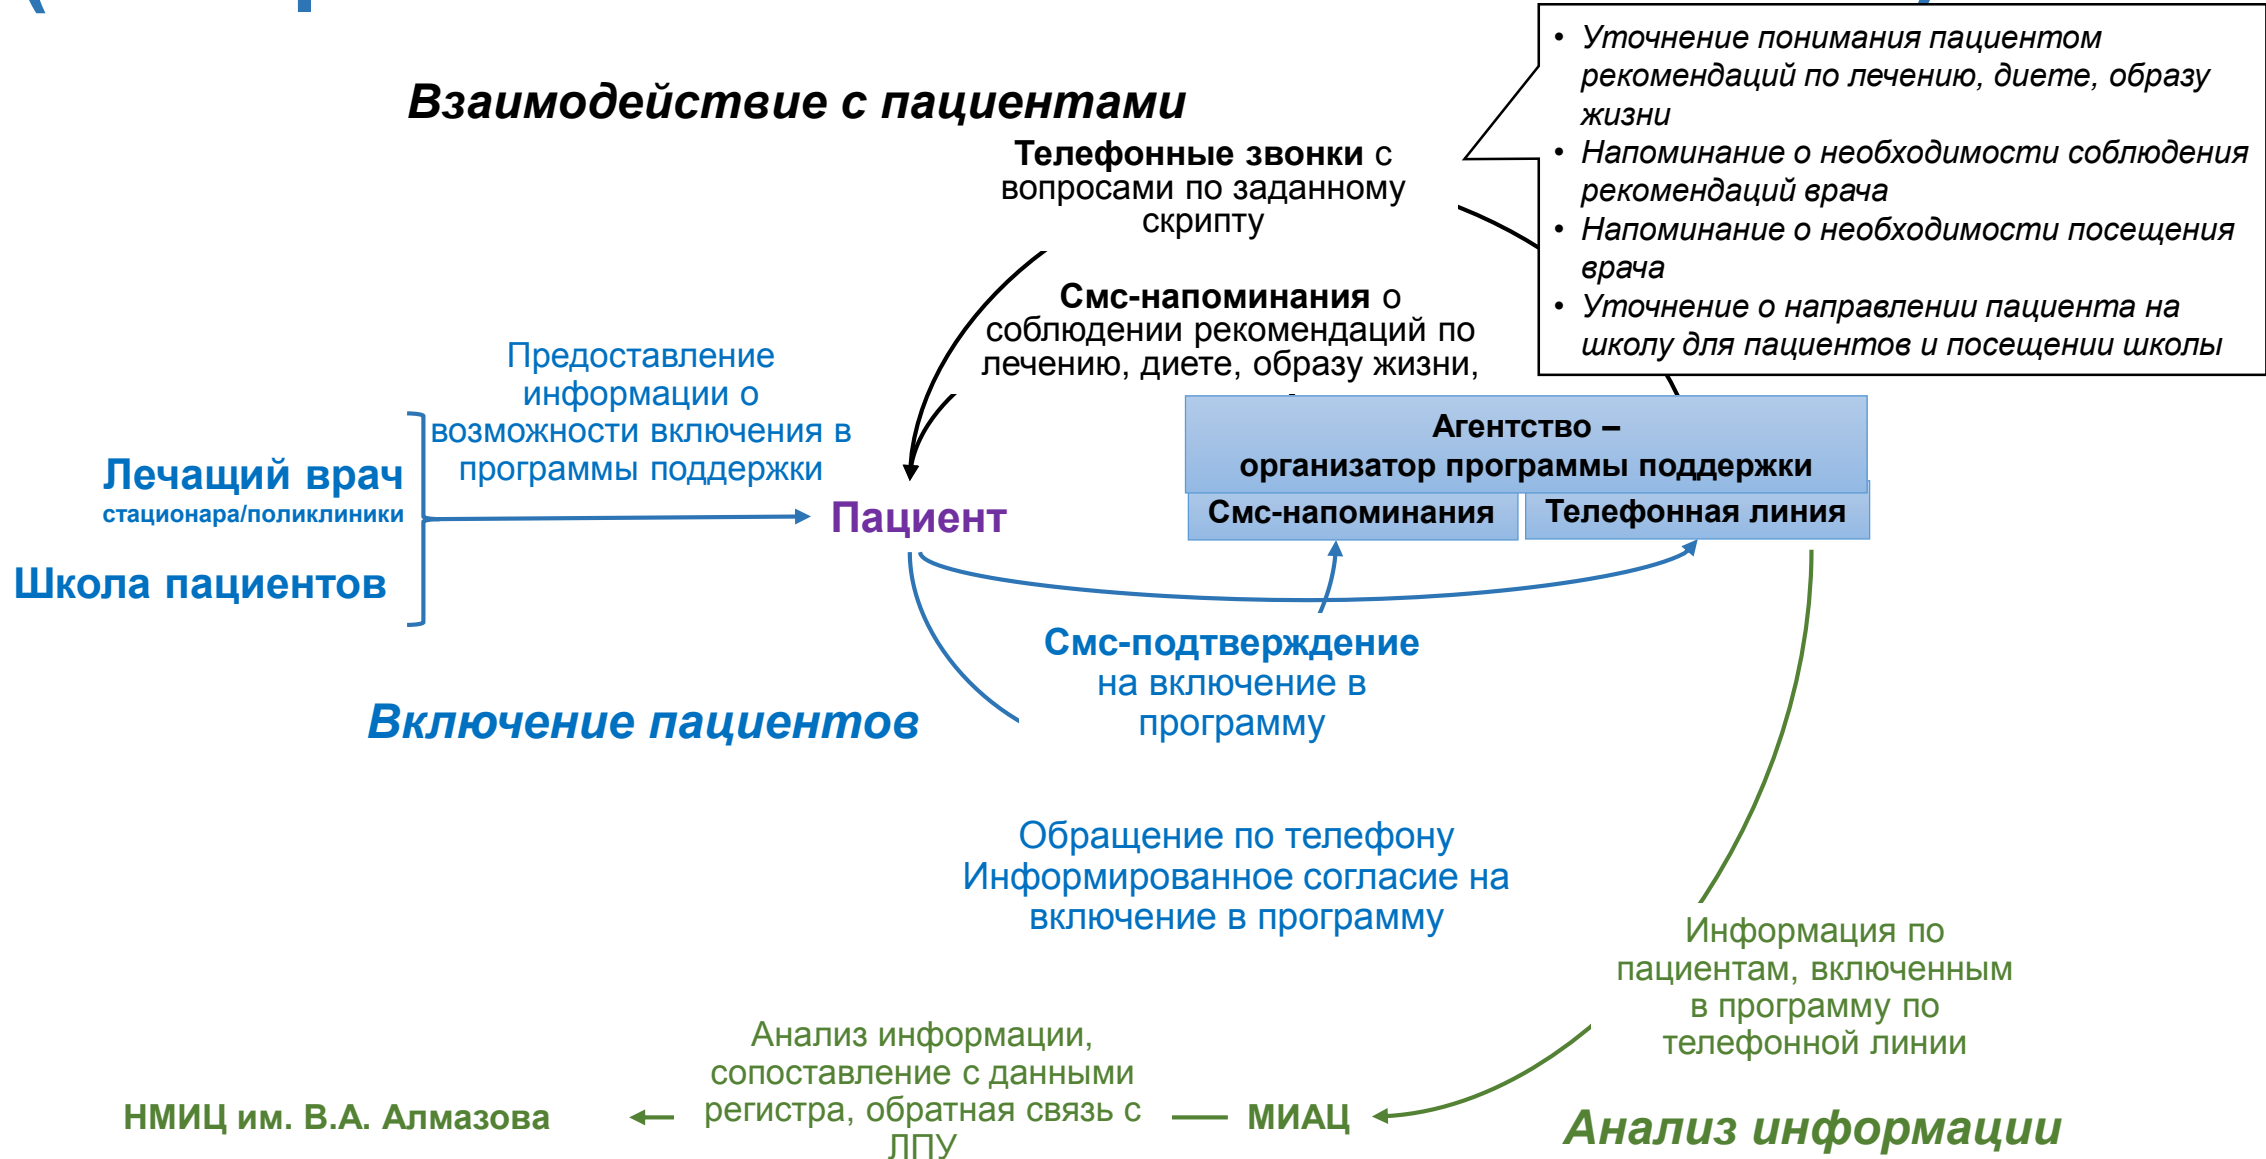 Взаимодействие с пациентами
Телефонные звонки с
вопросами по заданному
скрипту
• Уточнение понимания пациентом
рекомендаций по лечению, диете, образу
жизни
• Напоминание о необходимости соблюдения
рекомендаций врача
• Напоминание о необходимости посещения
врача
• Уточнение о направлении пациента на
школу для пациентов и посещении школы
Смс-напоминания о
соблюдении рекомендаций по
лечению, диете, образу жизни,
Предоставление
информации о
возможности включения в
программы поддержки
Лечащий врач
стационара/поликлиники
Школа пациентов
Пациент
Агентство –
организатор программы поддержки
Смс-напоминания
Телефонная линия
Смс-подтверждение
на включение в
программу
Включение пациентов
Обращение по телефону
Информированное согласие на
включение в программу
Информация по
пациентам, включенным
в программу по
телефонной линии
Анализ информации,
сопоставление с данными
регистра, обратная связь с
ЛПУ
НМИЦ им. В.А. Алмазова
МИАЦ
Анализ информации